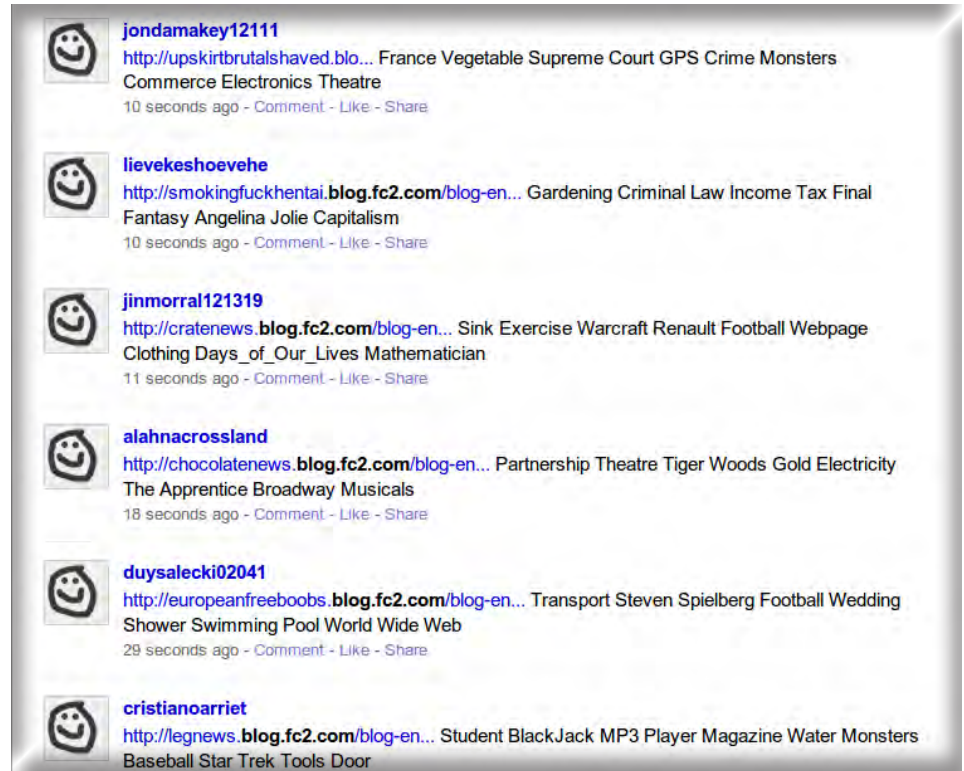 jondamakey12111
http://upskirtbrutalshaved.blo... France Vegetable Supreme Court GPS Crime Monsters
Commerce Electronics Theatre
10 seconds ago - Comment - Like - Share
lievekeshoevehe
http://smokingfuckhentai.blog.fc2.com/blog-en... Gardening Criminal Law Income Tax Final
Fantasy Angelina Jolie Capitalism
10 seconds ago - Comment - Like - Share
jinmorral121319
http://cratenews.blog.fc2.com/blog-en... Sink Exercise Warcraft Renault Football Webpage
Clothing Days_of_Our_Lives Mathematician
11 seconds ago - Comment - Like - Share
alahnacrossland
http://chocolatenews.blog.fc2.com/blog-en... Partnership Theatre Tiger Woods Gold Electricity
The Apprentice Broadway Musicals
18 seconds ago - Comment - Like - Share
duysalecki02041
http://europeanfreeboobs.blog.fc2.com/blog-en... Transport Steven Spielberg Football Wedding
Shower Swimming Pool World Wide Web
29 seconds ago - Comment - Like - Share
cristianoarriet
http://legnews.blog.fc2.com/blog-en... Student BlackJack MP3 Player Magazine Water Monsters
Baseball Star Trek Tools Door